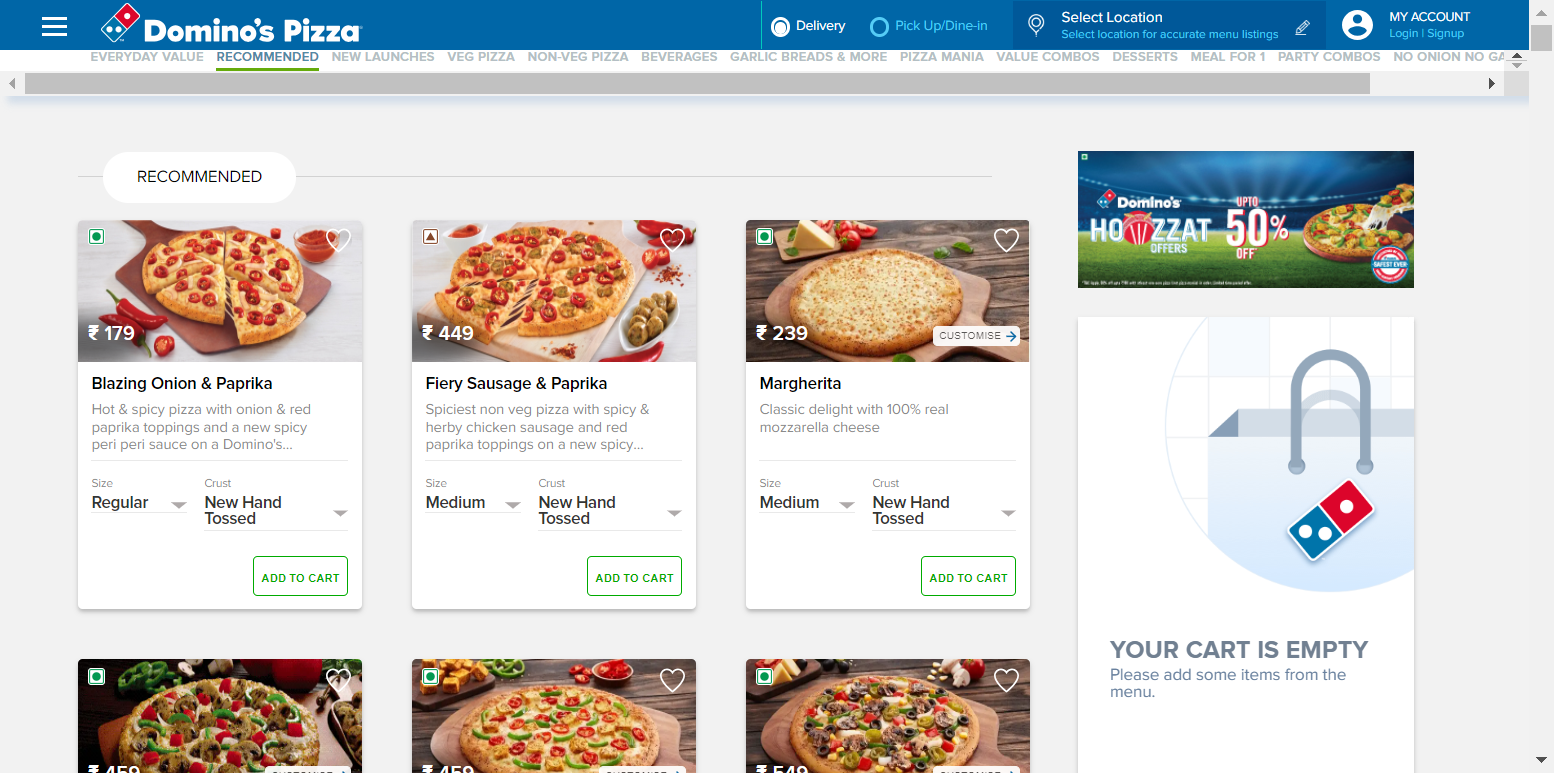 Domino's Pizza
Delivery
Pick Up/Dine-in
Select Location
Select location for accurate menu listings
MY ACCOUNT
Login | Signup
EVERYDAY VALUE RECOMMENDED NEW LAUNCHES VEG PIZZA NON-VEG PIZZA BEVERAGES GARLIC BREADS & MORE PIZZA MANIA VALUE COMBOS DESSERTS MEAL FOR 1 PARTY COMBOS NO ONION NO GA
RECOMMENDED
₹ 179
Blazing Onion & Paprika
Hot & spicy pizza with onion & red
paprika toppings and a new spicy
peri peri sauce on a Domino's...
Size
Regular
Crust
New Hand
Tossed
ADD TO CART
₹ 449
Fiery Sausage & Paprika
Spiciest non veg pizza with spicy &
herby chicken sausage and red
paprika toppings on a new spicy...
Size
Medium
Crust
New Hand
Tossed
ADD TO CART
₹ 239
CUSTOMISE
Margherita
Classic delight with 100% real
mozzarella cheese
Size
Medium
Crust
New Hand
Tossed
ADD TO CART
₹ 459
CUSTOMISE
₹ 459
CUSTOMISE
₹ 549
CUSTOMISE
Domino's
HOWZZAT
OFFERS
UPTO
50%
OFF*
SAFEST EVER
YOUR CART IS EMPTY
Please add some items from the
menu.